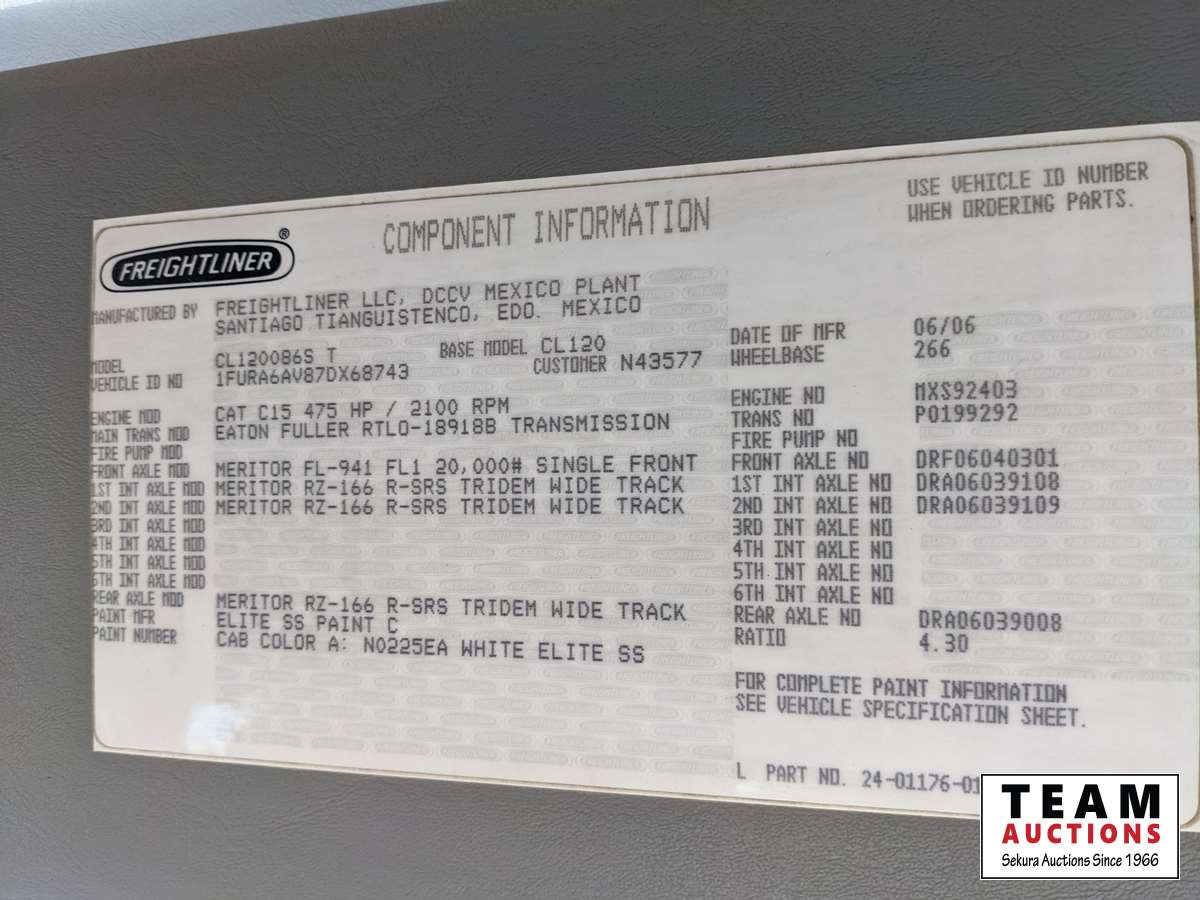 COMPONENT INFORMATION
USE VEHICLE ID NUMBER
WHEN ORDERING PARTS.
FREIGHTLINER ®
MANUFACTURED BY FREIGHTLINER LLC, DCCV MEXICO PLANT
SANTIAGO TIANGUISTENCO, EDO. MEXICO
MODEL CL120086S T BASE MODEL CL120
VEHICLE ID NO 1FURA6AV87DX68743 CUSTOMER N43577
ENGINE MOD CAT C15 475 HP / 2100 RPM
MAIN TRANS MOD EATON FULLER RTLO-18918B TRANSMISSION
FIRE PUMP MOD
FRONT AXLE MOD MERITOR FL-941 FL1 20,000# SINGLE FRONT
1ST INT AXLE MOD MERITOR RZ-166 R-SRS TRIDEM WIDE TRACK
2ND INT AXLE MOD MERITOR RZ-166 R-SRS TRIDEM WIDE TRACK
3RD INT AXLE MOD
4TH INT AXLE MOD
5TH INT AXLE MOD
6TH INT AXLE MOD
REAR AXLE MOD MERITOR RZ-166 R-SRS TRIDEM WIDE TRACK
PAINT MFR ELITE SS PAINT C
PAINT NUMBER CAB COLOR A: N0225EA WHITE ELITE SS
DATE OF MFR 06/06
WHEELBASE 266
ENGINE NO MXS92403
TRANS NO P0199292
FIRE PUMP NO
FRONT AXLE NO DRF06040301
1ST INT AXLE NO DRA06039108
2ND INT AXLE NO DRA06039109
3RD INT AXLE NO
4TH INT AXLE NO
5TH INT AXLE NO
6TH INT AXLE NO
REAR AXLE NO DRA06039008
RATIO 4.30
FOR COMPLETE PAINT INFORMATION
SEE VEHICLE SPECIFICATION SHEET.
L PART NO. 24-01176-01
TEAM
AUCTIONS
Sekura Auctions Since 1966